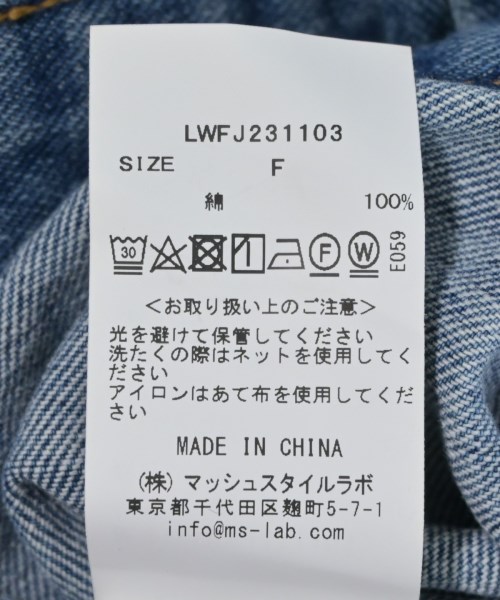 LWFJ231103
SIZE F
綿 100%
30 F W E059
＜お取り扱い上のご注意＞
光を避けて保管してください
洗たくの際はネットを使用してく
ださい
アイロンはあて布を使用してくだ
さい
MADE IN CHINA
(株) マッシュスタイルラボ
東京都千代田区麹町5-7-1
info@ms-lab.com